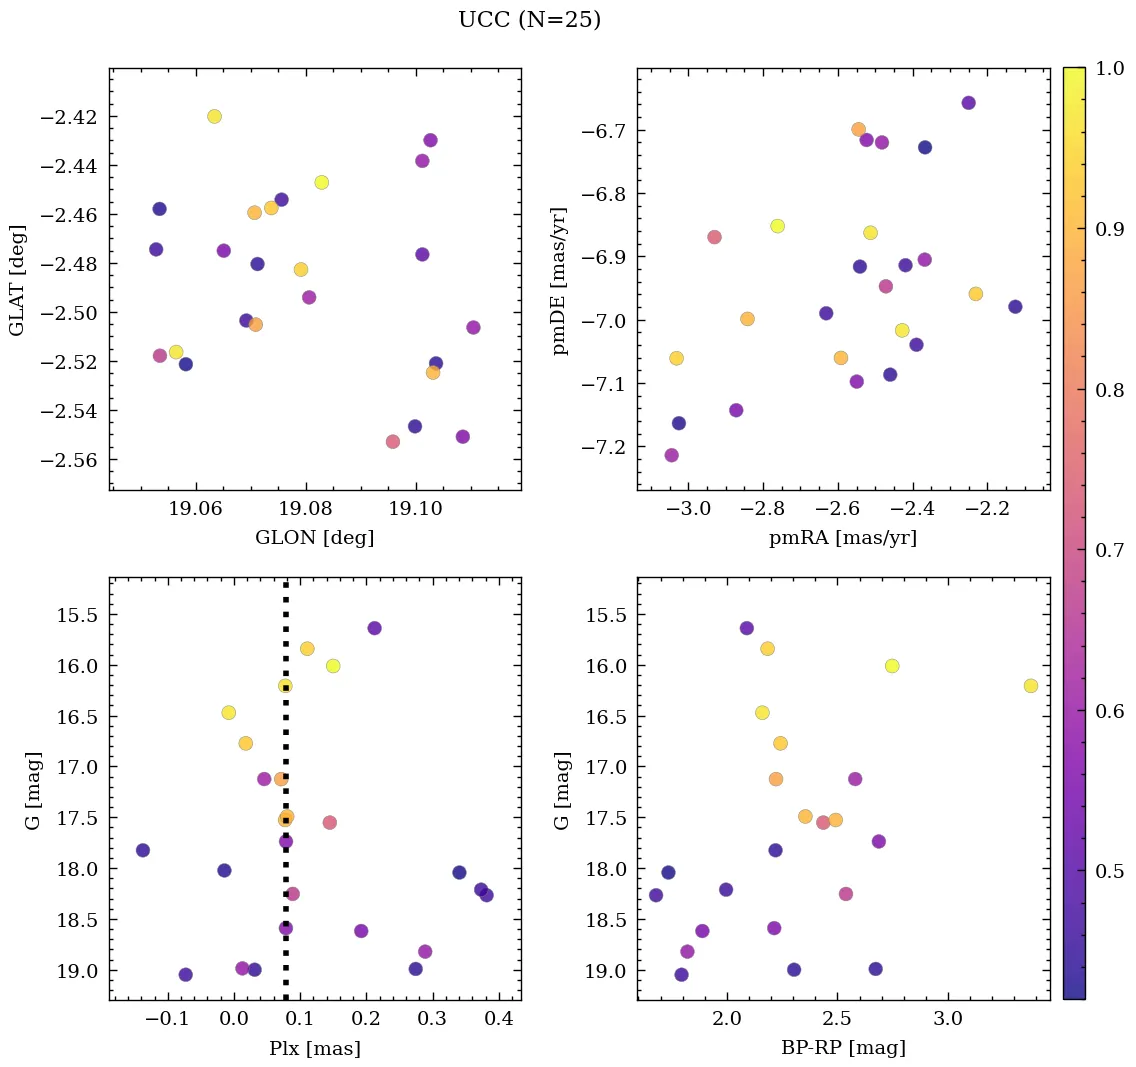 UCC (N=25)
−2.42
−2.44
−2.46
−2.48
−2.50
−2.52
−2.54
−2.56
GLAT [deg]
19.06 19.08 19.10
GLON [deg]
−6.7
−6.8
−6.9
−7.0
−7.1
−7.2
pmDE [mas/yr]
−3.0 −2.8 −2.6 −2.4 −2.2
pmRA [mas/yr]
15.5
16.0
16.5
17.0
17.5
18.0
18.5
19.0
G [mag]
−0.1 0.0 0.1 0.2 0.3 0.4
Plx [mas]
15.5
16.0
16.5
17.0
17.5
18.0
18.5
19.0
G [mag]
2.0 2.5 3.0
BP-RP [mag]
1.0
0.9
0.8
0.7
0.6
0.5